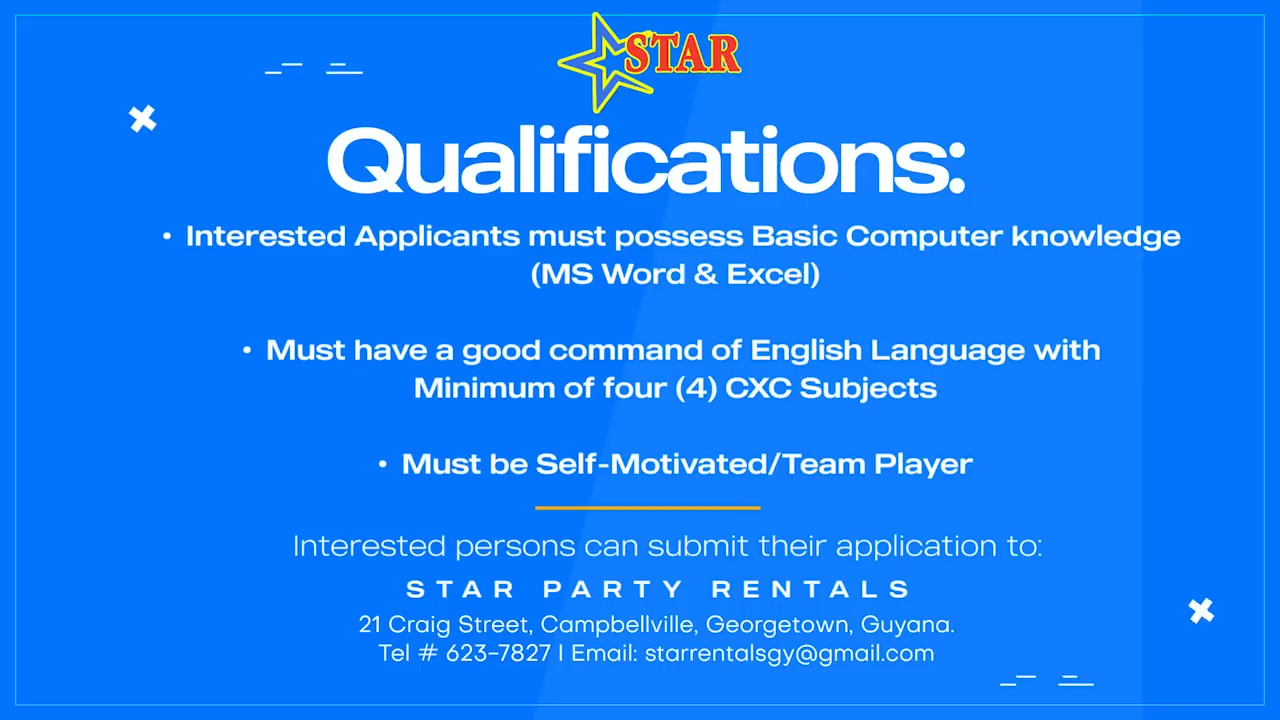 STAR
Qualifications:
• Interested Applicants must possess Basic Computer knowledge
(MS Word & Excel)
• Must have a good command of English Language with
Minimum of four (4) CXC Subjects
• Must be Self-Motivated/Team Player
Interested persons can submit their application to:
STAR PARTY RENTALS
21 Craig Street, Campbellville, Georgetown, Guyana.
Tel # 623-7827 | Email: starrentalsgy@gmail.com